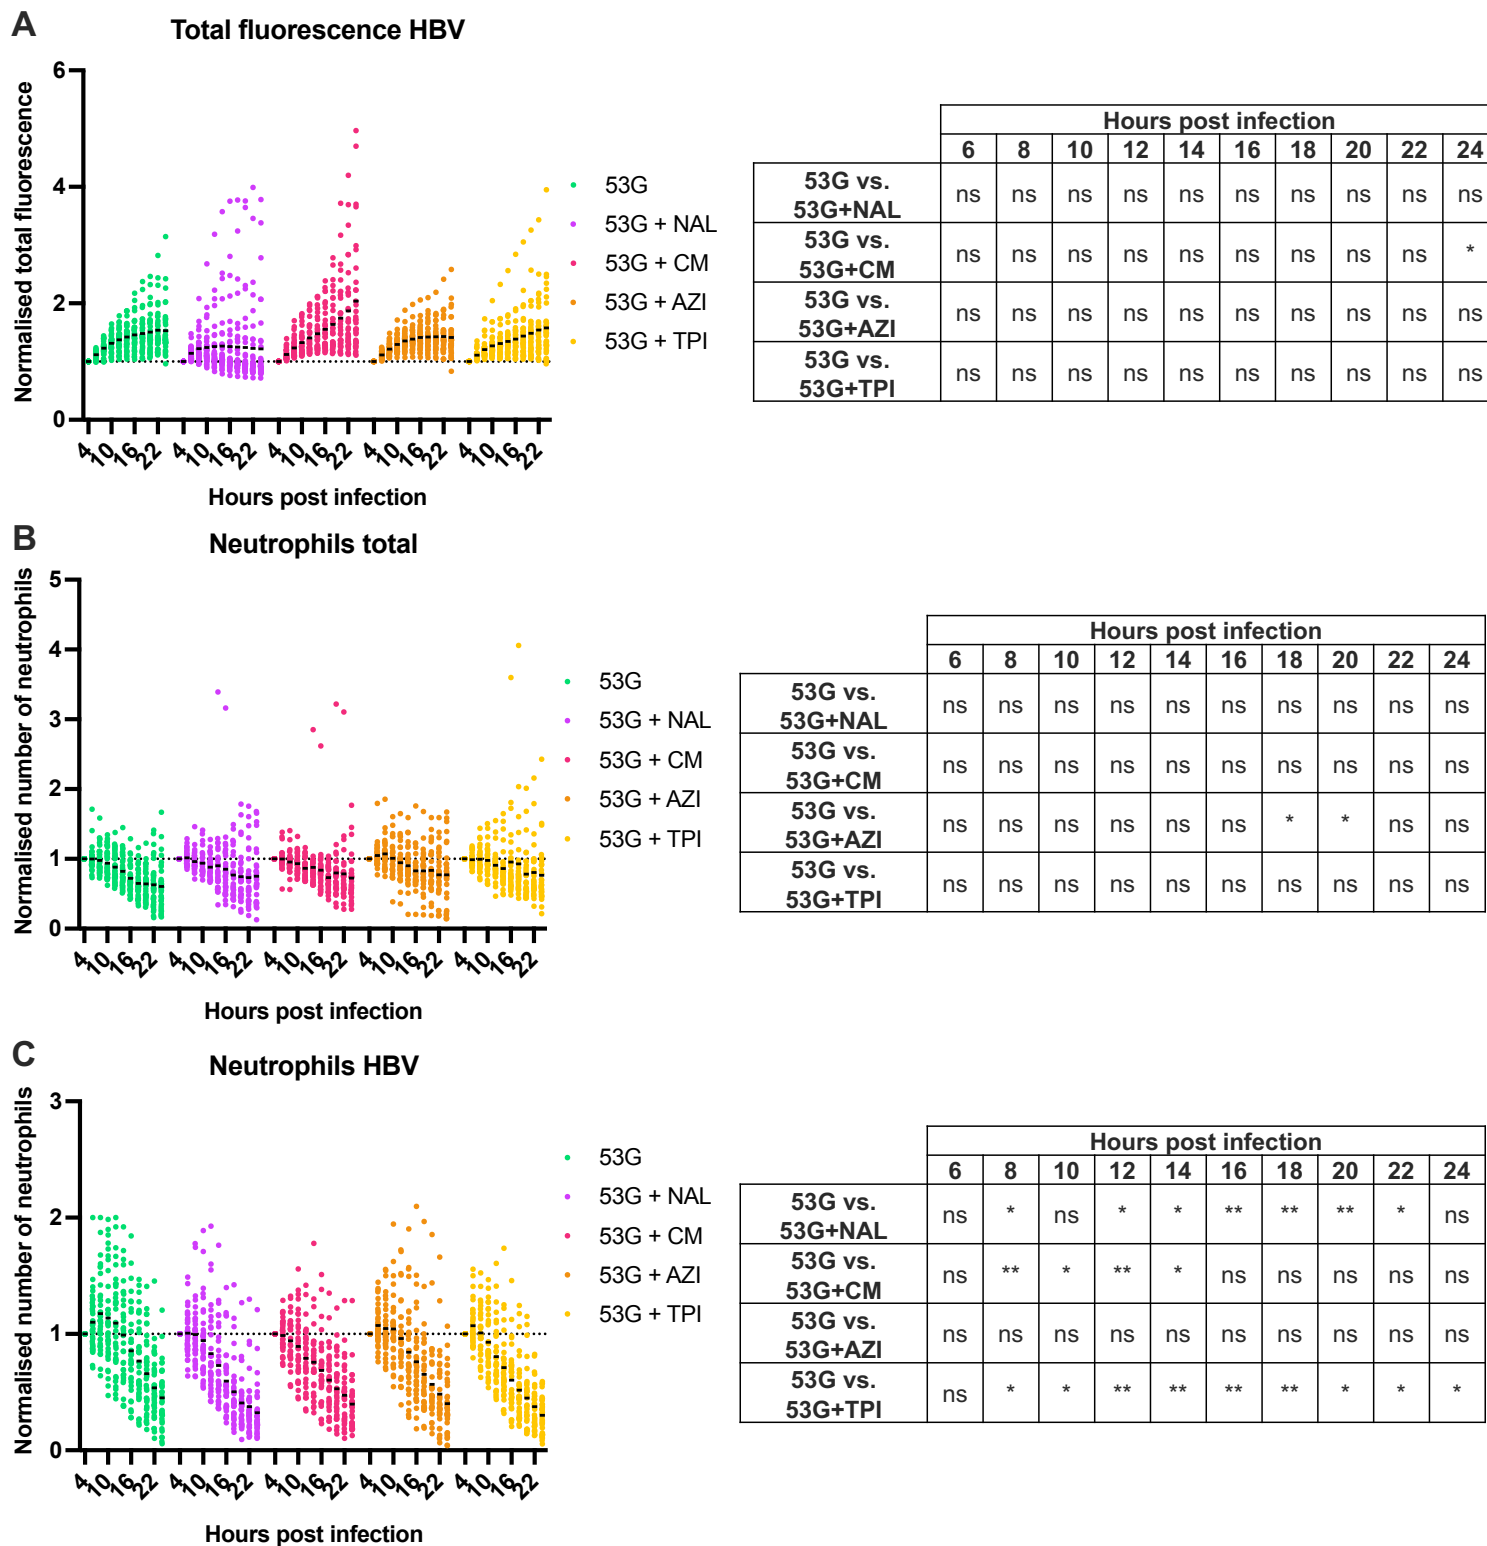 A
Total fluorescence HBV
Normalised total fluorescence
6
4
2
0
4 10 16 22 4 10 16 22 4 10 16 22 4 10 16 22 4 10 16 22
Hours post infection
53G
53G + NAL
53G + CM
53G + AZI
53G + TPI
Hours post infection
6 8 10 12 14 16 18 20 22 24
53G vs.
53G+NAL
ns ns ns ns ns ns ns ns ns ns
53G vs.
53G+CM
ns ns ns ns ns ns ns ns ns *
53G vs.
53G+AZI
ns ns ns ns ns ns ns ns ns ns
53G vs.
53G+TPI
ns ns ns ns ns ns ns ns ns ns
B
Neutrophils total
Normalised number of neutrophils
5
4
3
2
1
0
4 10 16 22 4 10 16 22 4 10 16 22 4 10 16 22 4 10 16 22
Hours post infection
53G
53G + NAL
53G + CM
53G + AZI
53G + TPI
Hours post infection
6 8 10 12 14 16 18 20 22 24
53G vs.
53G+NAL
ns ns ns ns ns ns ns ns ns ns
53G vs.
53G+CM
ns ns ns ns ns ns ns ns ns ns
53G vs.
53G+AZI
ns ns ns ns ns ns * * ns ns
53G vs.
53G+TPI
ns ns ns ns ns ns ns ns ns ns
C
Neutrophils HBV
Normalised number of neutrophils
3
2
1
0
4 10 16 22 4 10 16 22 4 10 16 22 4 10 16 22 4 10 16 22
Hours post infection
53G
53G + NAL
53G + CM
53G + AZI
53G + TPI
Hours post infection
6 8 10 12 14 16 18 20 22 24
53G vs.
53G+NAL
ns * ns * * ** ** ** * ns
53G vs.
53G+CM
ns ** * ** * ns ns ns ns ns
53G vs.
53G+AZI
ns ns ns ns ns ns ns ns ns ns
53G vs.
53G+TPI
ns * * ** ** ** ** * * *